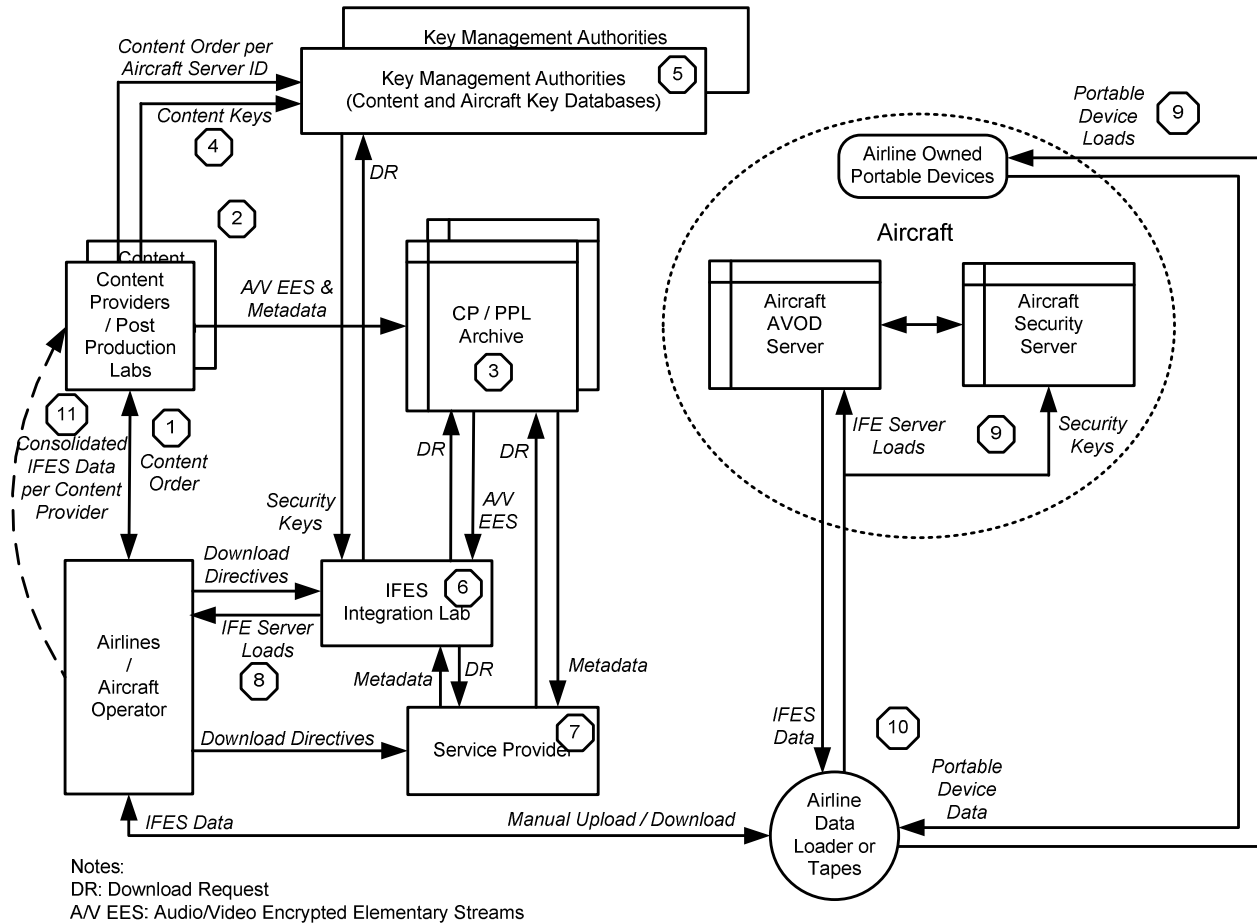 Key Management Authorities
Content Order per
Aircraft Server ID
Key Management Authorities
(Content and Aircraft Key Databases)
5
Content Keys
4
DR
Portable
Device
Loads
9
Airline Owned
Portable Devices
2
Content
Content
Providers
/ Post
Production
Labs
A/V EES &
Metadata
CP / PPL
Archive
3
Aircraft
Aircraft
AVOD
Server
Aircraft
Security
Server
11
Consolidated
IFES Data
per Content
Provider
1
Content
Order
Security
Keys
DR
A/V
EES
DR
IFE Server
Loads
9
Security
Keys
Download
Directives
IFES
Integration Lab
6
IFE Server
Loads
8
Airlines
/
Aircraft
Operator
Metadata
DR
Metadata
Download Directives
Service Provider
7
IFES
Data
10
Portable
Device
Data
Airline
Data
Loader or
Tapes
IFES Data
Manual Upload / Download
Notes:
DR: Download Request
A/V EES: Audio/Video Encrypted Elementary Streams